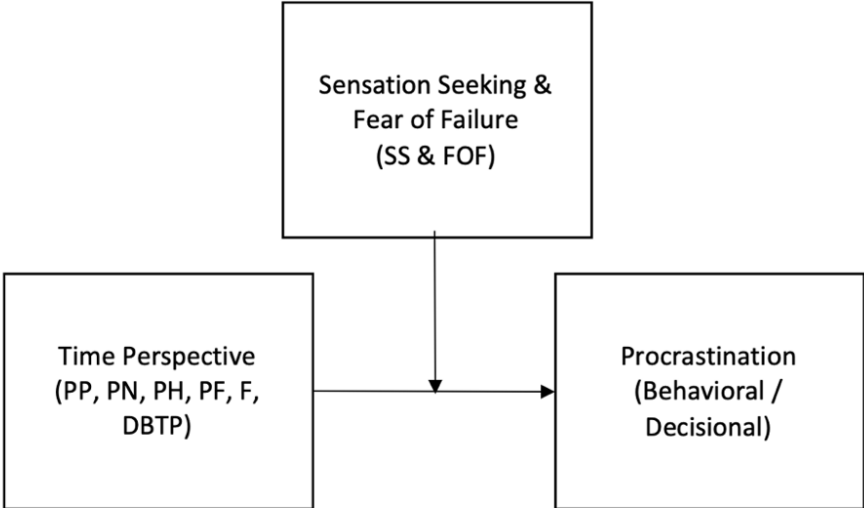 Sensation Seeking &
Fear of Failure
(SS & FOF)
Time Perspective
(PP, PN, PH, PF, F,
DBTP)
Procrastination
(Behavioral /
Decisional)